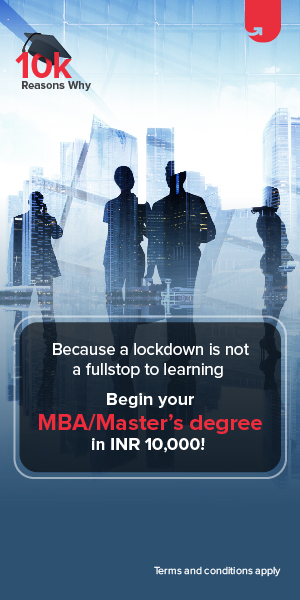 10k
Reasons Why
Because a lockdown is not
a fullstop to learning
Begin your
MBA/Master's degree
in INR 10,000!
Terms and conditions apply